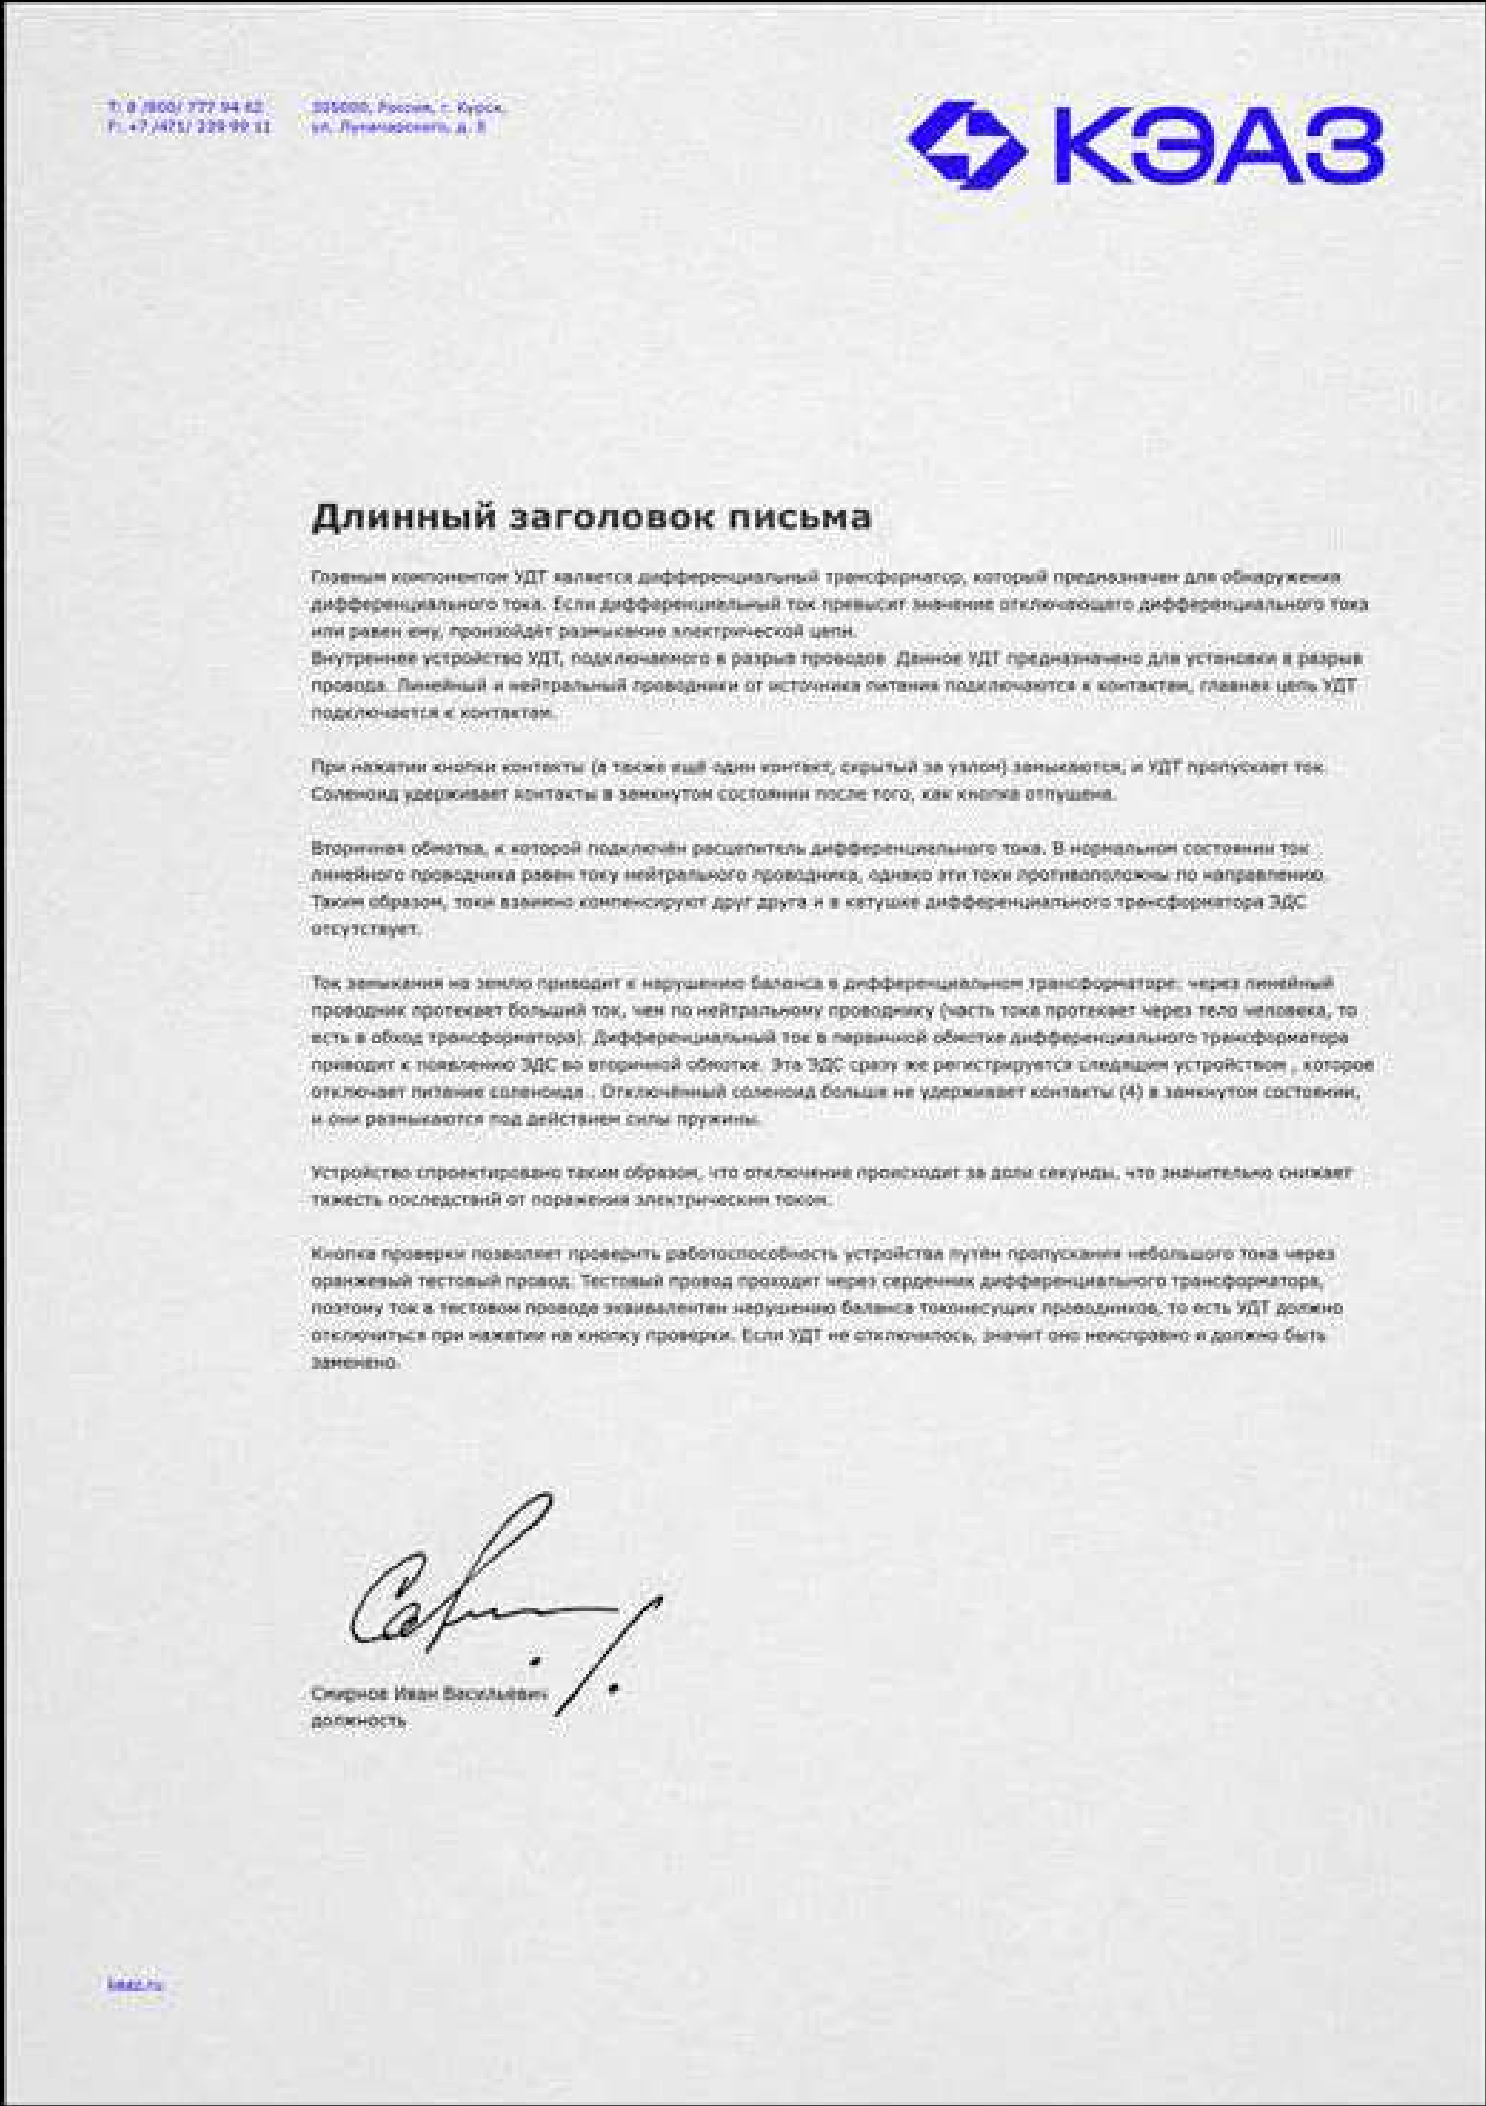 Т: 8 /800/ 777 94 62
F: +7 /471/ 239 99 11
305000, Россия, г. Курск,
ул. Луначарского, д. 8
КЭАЗ
Длинный заголовок письма
Главным компонентом УДТ является дифференциальный трансформатор, который предназначен для обнаружения
дифференциального тока. Если дифференциальный ток превысит значение отключающего дифференциального тока
или равен ему, произойдёт размыкание электрической цепи.
Внутреннее устройство УДТ, подключаемого в разрыв проводов. Данное УДТ предназначено для установки в разрыв
провода. Линейный и нейтральный проводники от источника питания подключаются к контактам, главная цепь УДТ
подключается к контактам.
При нажатии кнопки контакты (а также ещё один контакт, скрытый за узлом) замыкаются, и УДТ пропускает ток.
Соленоид удерживает контакты в замкнутом состоянии после того, как кнопка отпущена.
Вторичная обмотка, к которой подключён расцепитель дифференциального тока. В нормальном состоянии ток
линейного проводника равен току нейтрального проводника, однако эти токи противоположны по направлению.
Таким образом, токи взаимно компенсируют друг друга и в катушке дифференциального трансформатора ЭДС
отсутствует.
Ток замыкания на землю приводит к нарушению баланса в дифференциальном трансформаторе: через линейный
проводник протекает больший ток, чем по нейтральному проводнику (часть тока протекает через тело человека, то
есть в обход трансформатора). Дифференциальный ток в первичной обмотке дифференциального трансформатора
приводит к появлению ЭДС во вторичной обмотке. Эта ЭДС сразу же регистрируется следящим устройством , которое
отключает питание соленоида . Отключённый соленоид больше не удерживает контакты (4) в замкнутом состоянии,
и они размыкаются под действием силы пружины.
Устройство спроектировано таким образом, что отключение происходит за доли секунды, что значительно снижает
тяжесть последствий от поражения электрическим током.
Кнопка проверки позволяет проверить работоспособность устройства путём пропускания небольшого тока через
оранжевый тестовый провод. Тестовый провод проходит через сердечник дифференциального трансформатора,
поэтому ток в тестовом проводе эквивалентен нарушению баланса токонесущих проводников, то есть УДТ должно
отключиться при нажатии на кнопку проверки. Если УДТ не отключилось, значит оно неисправно и должно быть
заменено.
Смирнов Иван Васильевич
должность
keaz.ru